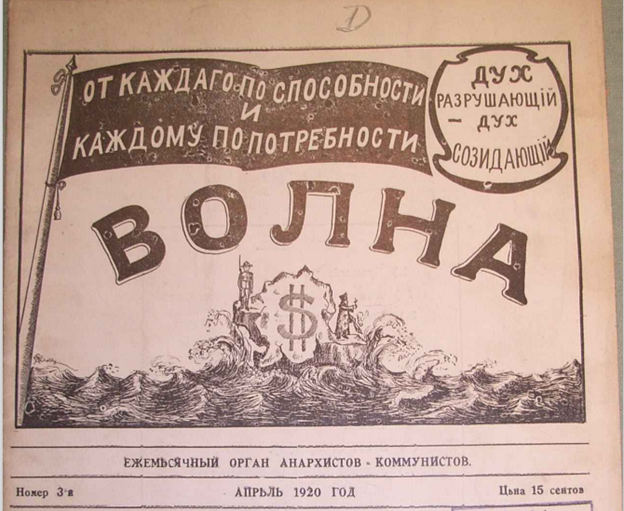 D
ОТ КАЖДАГО ПО СПОСОБНОСТИ
И
КАЖДОМУ ПО ПОТРЕБНОСТИ
ДУХ
РАЗРУШАЮЩІЙ
– ДУХ
СОЗИДАЮЩІЙ
ВОЛНА
$
ЕЖЕМѢСЯЧНЫЙ ОРГАН АНАРХИСТОВ - КОММУНИСТОВ.
Номер 3-й
АПРѢЛЬ 1920 ГОД
Цѣна 15 сентов